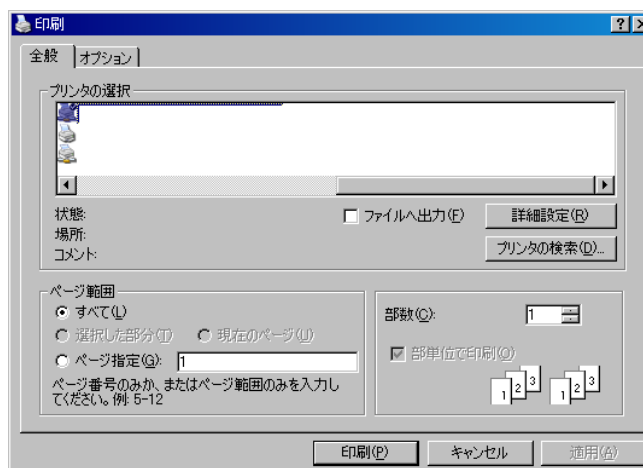 印刷
全般 オプション
プリンタの選択
状態:
場所:
コメント:
ファイルへ出力(F)
詳細設定(R)
プリンタの検索(D)...
ページ範囲
すべて(L)
選択した部分(T) 現在のページ(U)
ページ指定(G): 1
ページ番号のみか、またはページ範囲のみを入力し
てください。例: 5-12
部数(C): 1
部単位で印刷(O)
1 2 3 1 2 3
印刷(P) キャンセル 適用(A)